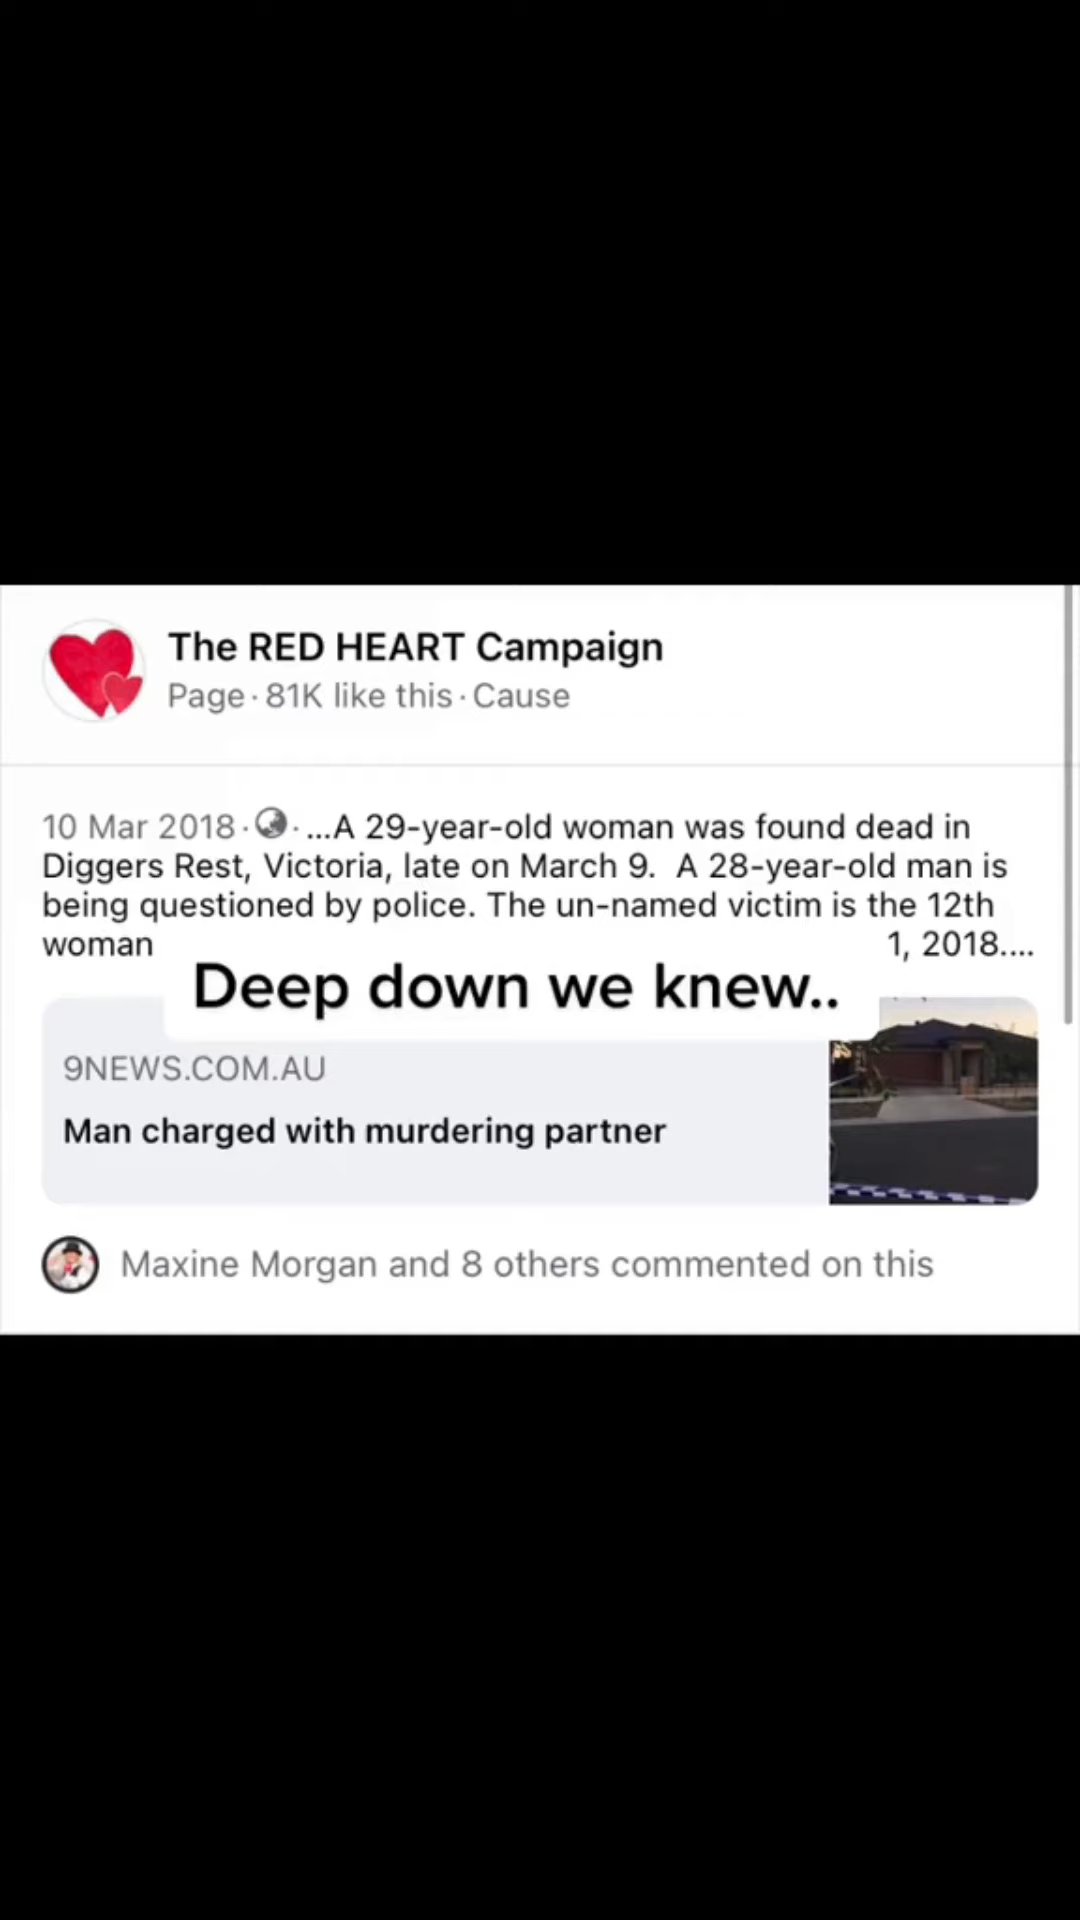 The RED HEART Campaign
Page · 81K like this · Cause
10 Mar 2018 · · ...A 29-year-old woman was found dead in
Diggers Rest, Victoria, late on March 9.  A 28-year-old man is
being questioned by police. The un-named victim is the 12th
woman 1, 2018....
Deep down we knew..
9NEWS.COM.AU
Man charged with murdering partner
Maxine Morgan and 8 others commented on this